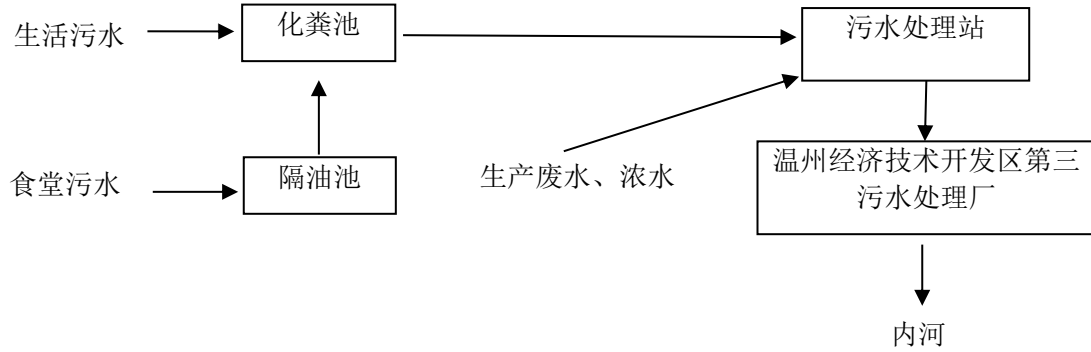 生活污水
化粪池
污水处理站
食堂污水
隔油池
生产废水、浓水
温州经济技术开发区第三
污水处理厂
内河